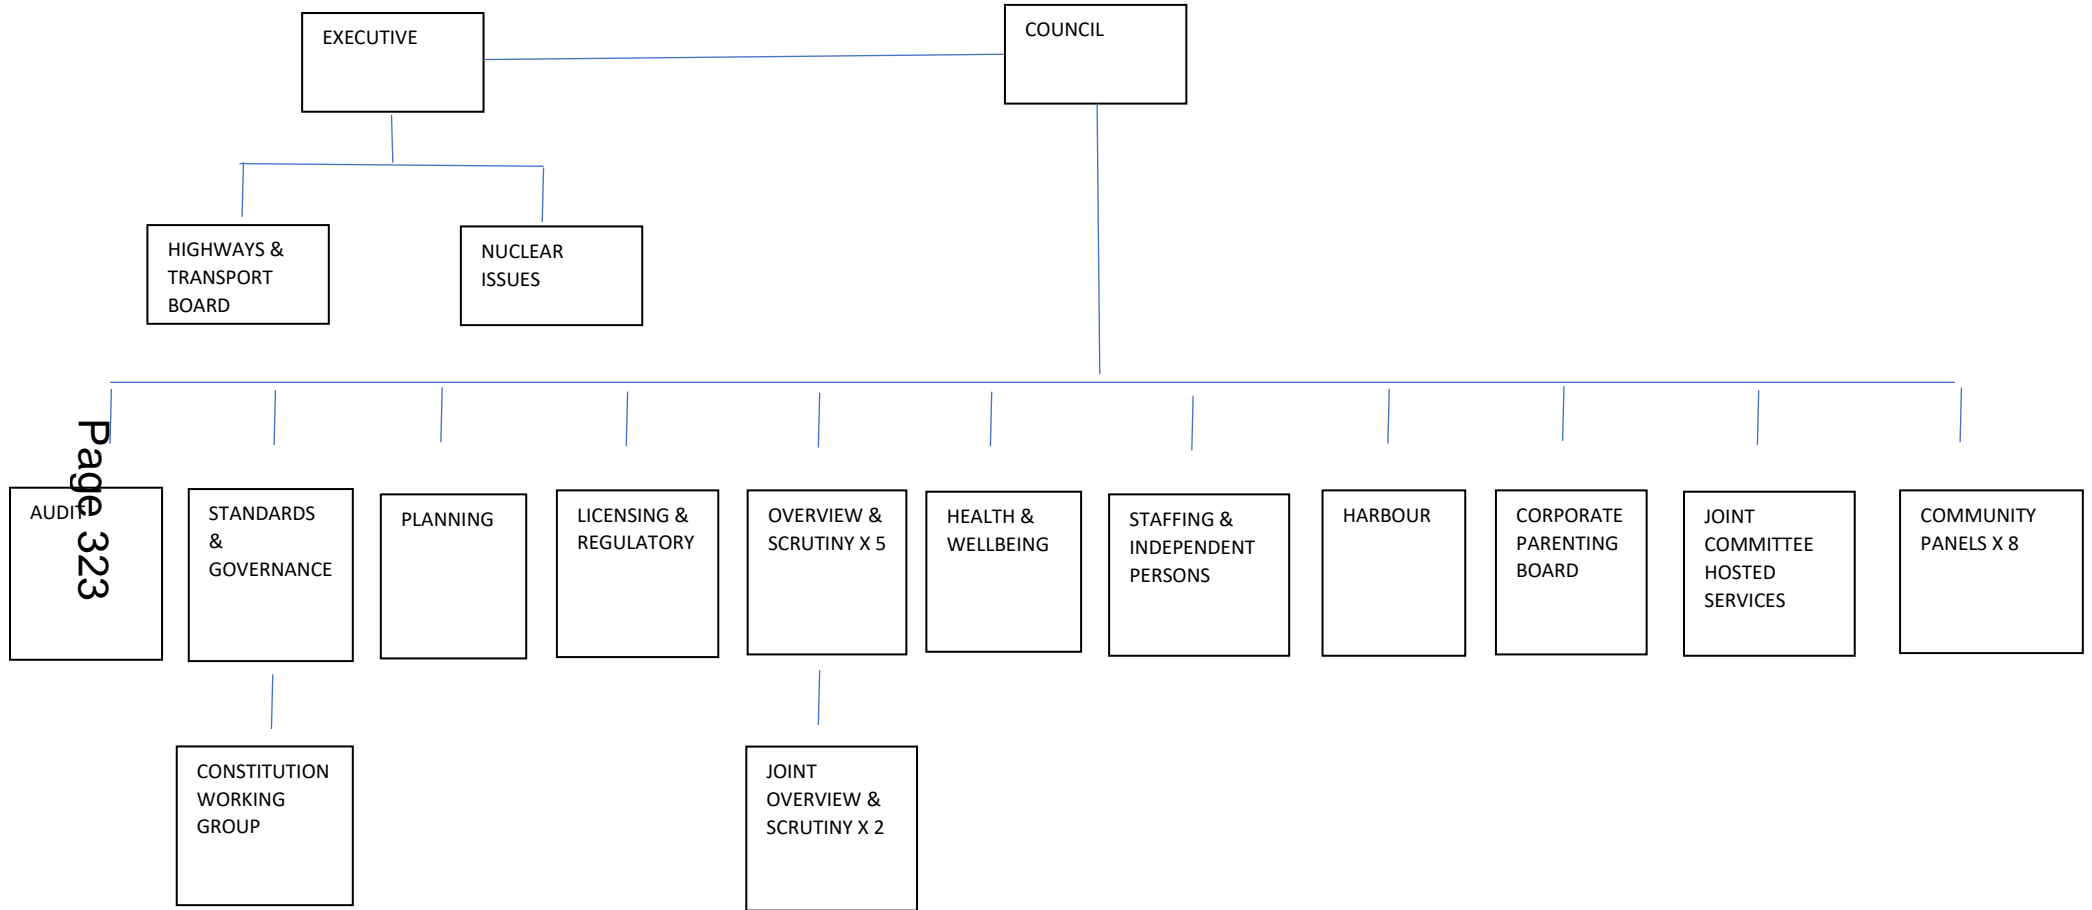 EXECUTIVE
COUNCIL
HIGHWAYS &
TRANSPORT
BOARD
NUCLEAR
ISSUES
Page 323
AUDIT
STANDARDS
&
GOVERNANCE
PLANNING
LICENSING &
REGULATORY
OVERVIEW &
SCRUTINY X 5
HEALTH &
WELLBEING
STAFFING &
INDEPENDENT
PERSONS
HARBOUR
CORPORATE
PARENTING
BOARD
JOINT
COMMITTEE
HOSTED
SERVICES
COMMUNITY
PANELS X 8
CONSTITUTION
WORKING
GROUP
JOINT
OVERVIEW &
SCRUTINY X 2